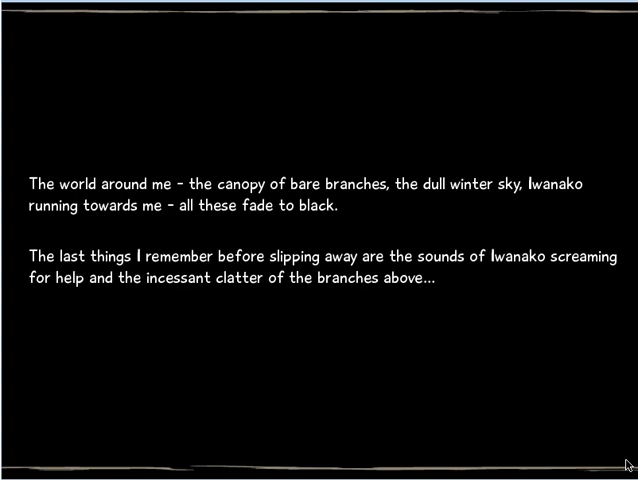 The world around me - the canopy of bare branches, the dull winter sky, Iwanako
running towards me - all these fade to black.
The last things I remember before slipping away are the sounds of Iwanako screaming
for help and the incessant clatter of the branches above...